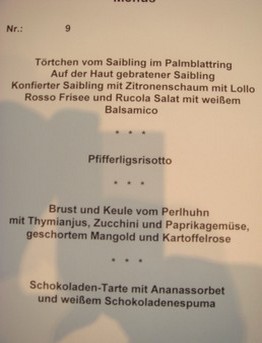 Menüs
Nr.: 9
Törtchen vom Saibling im Palmblattring
Auf der Haut gebratener Saibling
Konfierter Saibling mit Zitronenschaum mit Lollo
Rosso Frisee und Rucola Salat mit weißem
Balsamico
* * *
Pfifferligsrisotto
* * *
Brust und Keule vom Perlhuhn
mit Thymianjus, Zucchini und Paprikagemüse,
geschortem Mangold und Kartoffelrose
* * *
Schokoladen-Tarte mit Ananassorbet
und weißem Schokoladenespuma